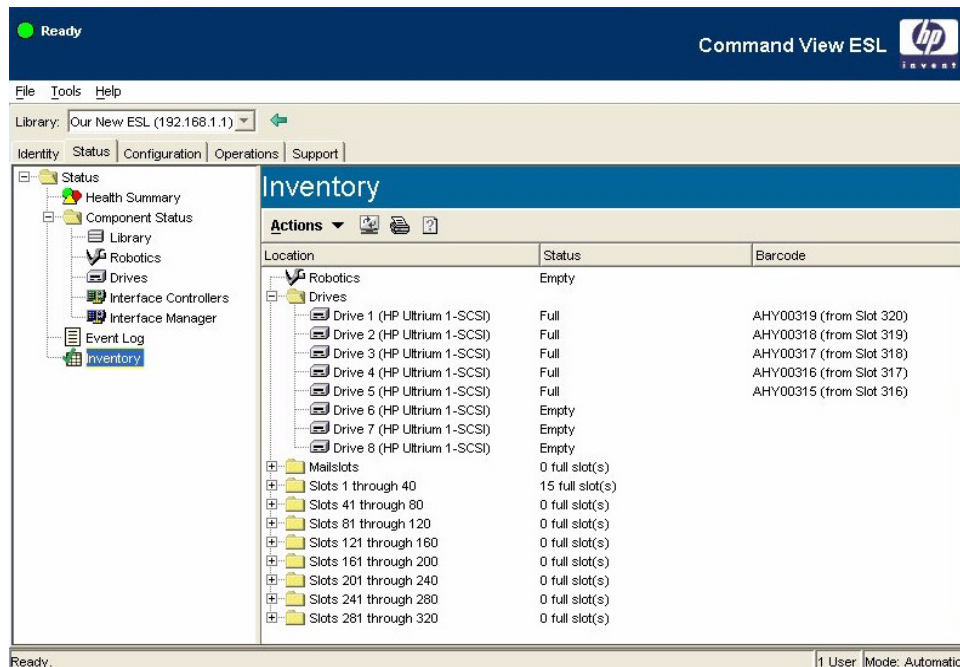 Ready
Command View ESL
hp
invent
File Tools Help
Library: Our New ESL (192.168.1.1)
Identity Status Configuration Operations Support
Status
Health Summary
Component Status
Library
Robotics
Drives
Interface Controllers
Interface Manager
Event Log
Inventory
Inventory
Actions
Location Status Barcode
Robotics Empty
Drives
Drive 1 (HP Ultrium 1-SCSI) Full AHY00319 (from Slot 320)
Drive 2 (HP Ultrium 1-SCSI) Full AHY00318 (from Slot 319)
Drive 3 (HP Ultrium 1-SCSI) Full AHY00317 (from Slot 318)
Drive 4 (HP Ultrium 1-SCSI) Full AHY00316 (from Slot 317)
Drive 5 (HP Ultrium 1-SCSI) Full AHY00315 (from Slot 316)
Drive 6 (HP Ultrium 1-SCSI) Empty
Drive 7 (HP Ultrium 1-SCSI) Empty
Drive 8 (HP Ultrium 1-SCSI) Empty
Mailslots 0 full slot(s)
Slots 1 through 40 15 full slot(s)
Slots 41 through 80 0 full slot(s)
Slots 81 through 120 0 full slot(s)
Slots 121 through 160 0 full slot(s)
Slots 161 through 200 0 full slot(s)
Slots 201 through 240 0 full slot(s)
Slots 241 through 280 0 full slot(s)
Slots 281 through 320 0 full slot(s)
Ready. 1 User Mode: Automatic